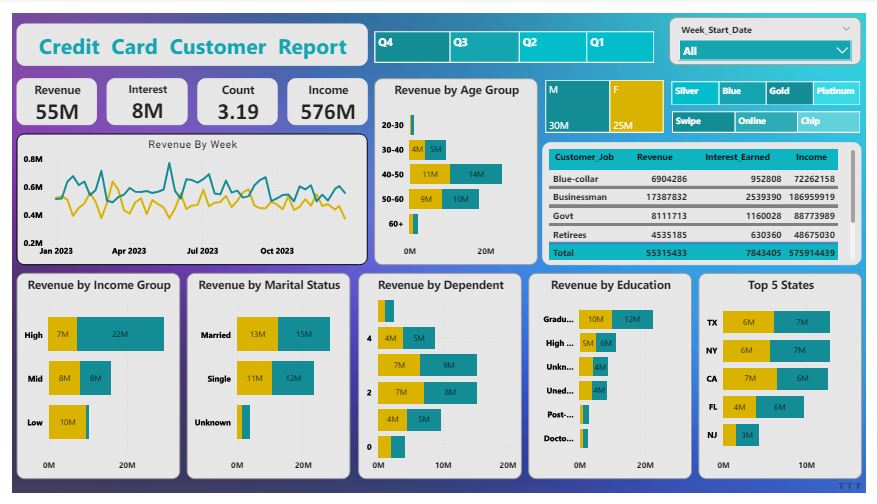 Credit Card Customer Report
Q4 Q3 Q2 Q1
Week_Start_Date
All
Revenue
55M
Interest
8M
Count
3.19
Income
576M
Revenue By Week
0.8M
0.6M
0.4M
0.2M
Jan 2023 Apr 2023 Jul 2023 Oct 2023
Revenue by Age Group
20-30
30-40 4M 5M
40-50 11M 14M
50-60 9M 10M
60+
0M 20M
M F
30M 25M
Silver Blue Gold Platinum
Swipe Online Chip
Customer_Job Revenue Interest_Earned Income
Blue-collar 6904286 952808 72262158
Businessman 17387832 2539390 186959919
Govt 8111713 1160028 88773989
Retirees 4535185 630360 48675030
Total 55315433 7843405 575914439
Revenue by Income Group
High 7M 22M
Mid 8M 8M
Low 10M
0M 20M
Revenue by Marital Status
Married 13M 15M
Single 11M 12M
Unknown
0M 20M
Revenue by Dependent
4 4M 5M
7M 9M
2 7M 8M
4M 5M
0
0M 10M 20M
Revenue by Education
Gradu... 10M 12M
High ... 5M 6M
Unkn... 4M
Uned... 4M
Post-...
Docto...
0M 20M
Top 5 States
TX 6M 7M
NY 6M 7M
CA 7M 6M
FL 4M 6M
NJ 3M
0M 10M